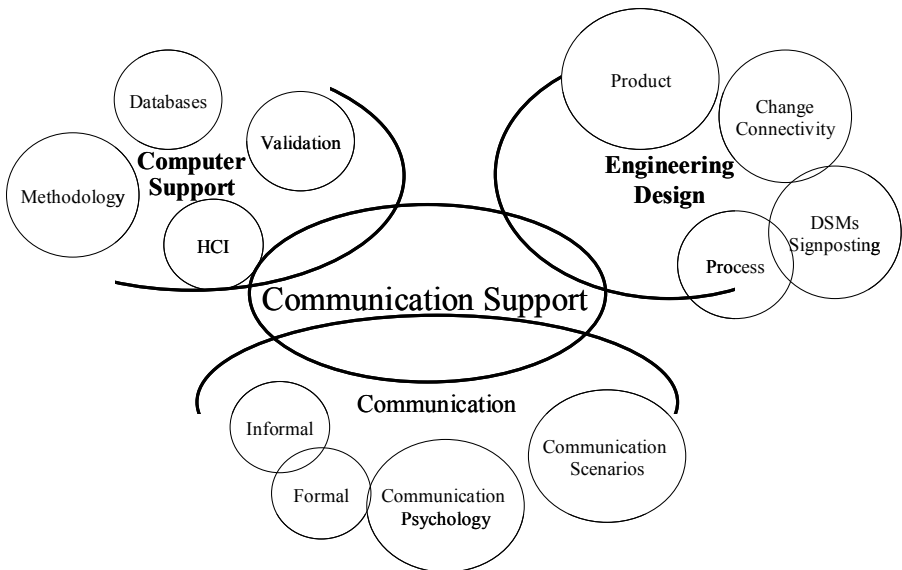 Databases
Validation
Computer
Support
Methodology
HCI
Product
Change
Connectivity
Engineering
Design
DSMs
Signposting
Process
Communication Support
Communication
Informal
Formal
Communication
Psychology
Communication
Scenarios